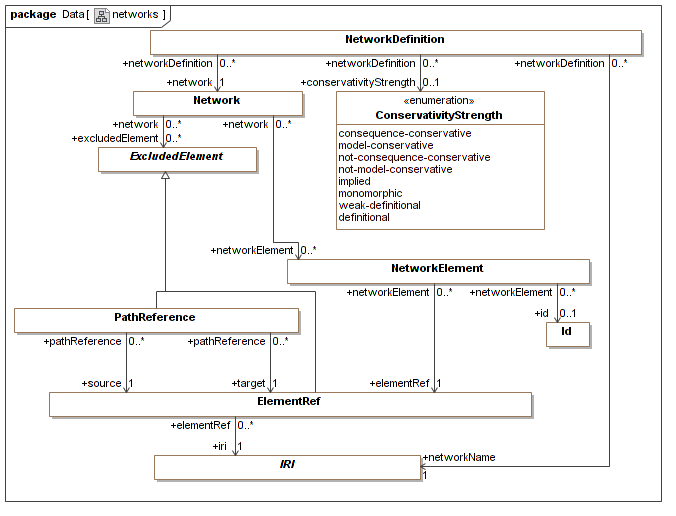 package Data[ networks ]
NetworkDefinition
+networkDefinition 0..* +networkDefinition 0..* +networkDefinition 0..*
+network 1 +conservativityStrength 0..1
Network
«enumeration»
ConservativityStrength
consequence-conservative
model-conservative
not-consequence-conservative
not-model-conservative
implied
monomorphic
weak-definitional
definitional
+network 0..* +network 0..*
+excludedElement 0..*
ExcludedElement
+networkElement 0..*
NetworkElement
+networkElement 0..* +networkElement 0..*
+id 0..1
Id
PathReference
+pathReference 0..* +pathReference 0..*
+source 1 +target 1 +elementRef 1
ElementRef
+elementRef 0..*
+iri 1
IRI
+networkName
1